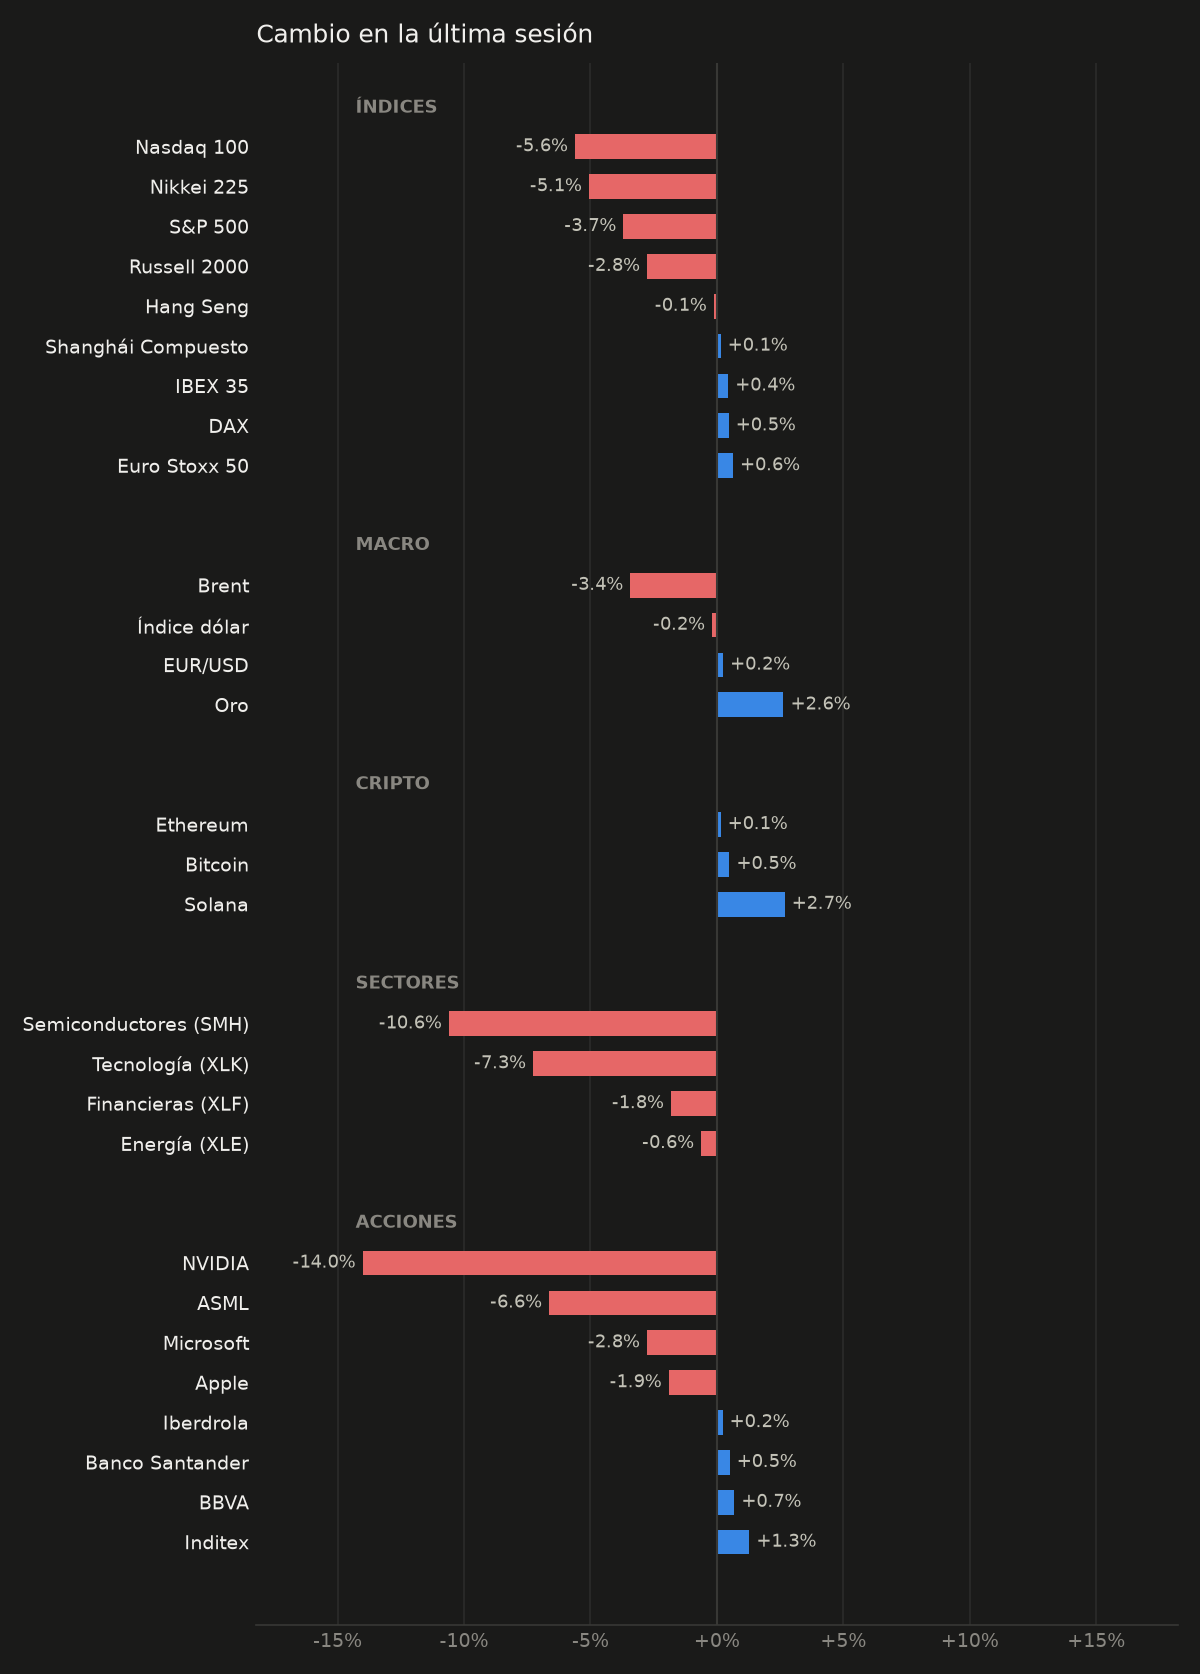 Cambio en la última sesión
ÍNDICES
Nasdaq 100 -5.6%
Nikkei 225 -5.1%
S&P 500 -3.7%
Russell 2000 -2.8%
Hang Seng -0.1%
Shanghái Compuesto +0.1%
IBEX 35 +0.4%
DAX +0.5%
Euro Stoxx 50 +0.6%
MACRO
Brent -3.4%
Índice dólar -0.2%
EUR/USD +0.2%
Oro +2.6%
CRIPTO
Ethereum +0.1%
Bitcoin +0.5%
Solana +2.7%
SECTORES
Semiconductores (SMH) -10.6%
Tecnología (XLK) -7.3%
Financieras (XLF) -1.8%
Energía (XLE) -0.6%
ACCIONES
NVIDIA -14.0%
ASML -6.6%
Microsoft -2.8%
Apple -1.9%
Iberdrola +0.2%
Banco Santander +0.5%
BBVA +0.7%
Inditex +1.3%
-15% -10% -5% +0% +5% +10% +15%